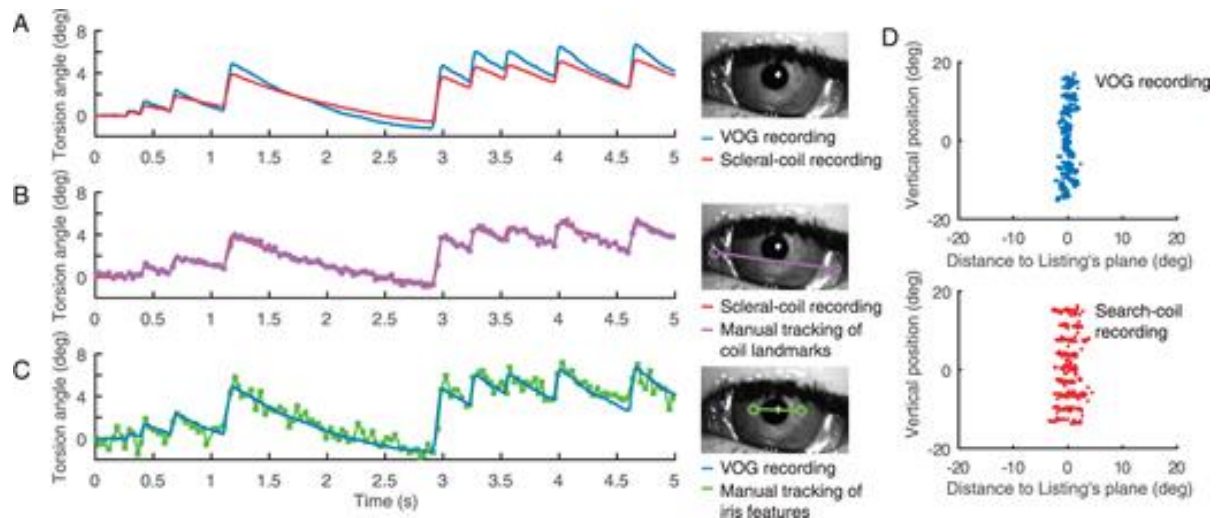 A
Torsion angle (deg)
8
4
0
0 0.5 1 1.5 2 2.5 3 3.5 4 4.5 5
VOG recording
Scleral-coil recording
B
Torsion angle (deg)
8
4
0
0 0.5 1 1.5 2 2.5 3 3.5 4 4.5 5
Scleral-coil recording
Manual tracking of
coil landmarks
C
Torsion angle (deg)
8
4
0
0 0.5 1 1.5 2 2.5 3 3.5 4 4.5 5
Time (s)
VOG recording
Manual tracking of
iris features
D
Vertical position (deg)
20
0
-20
VOG recording
-20 -10 0 10 20
Distance to Listing's plane (deg)
Vertical position (deg)
20
0
-20
Search-coil
recording
-20 -10 0 10 20
Distance to Listing's plane (deg)